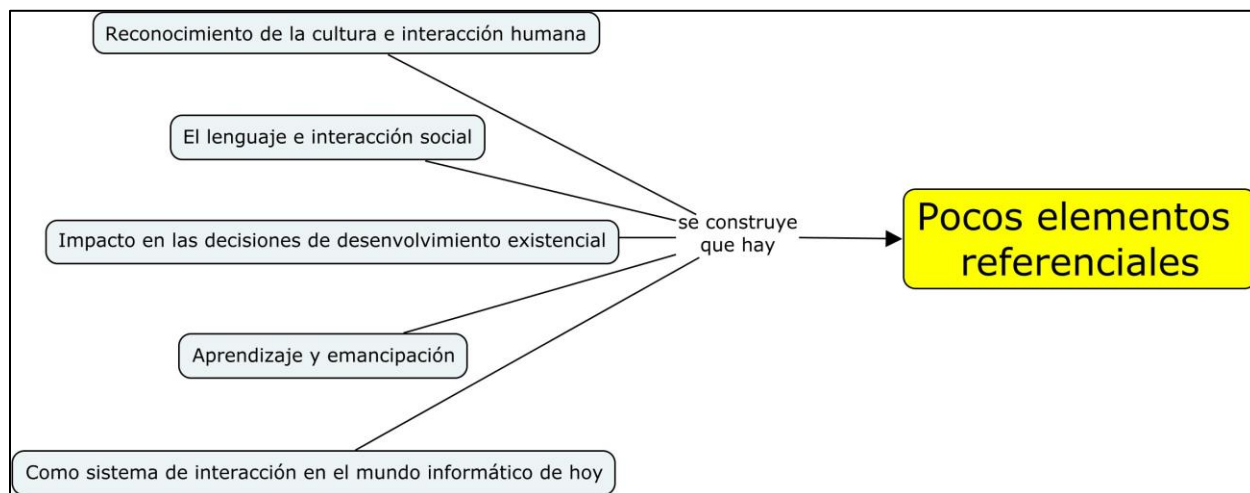 Reconocimiento de la cultura e interacción humana
El lenguaje e interacción social
Impacto en las decisiones de desenvolvimiento existencial
Aprendizaje y emancipación
Como sistema de interacción en el mundo informático de hoy
se construye
que hay
Pocos elementos
referenciales